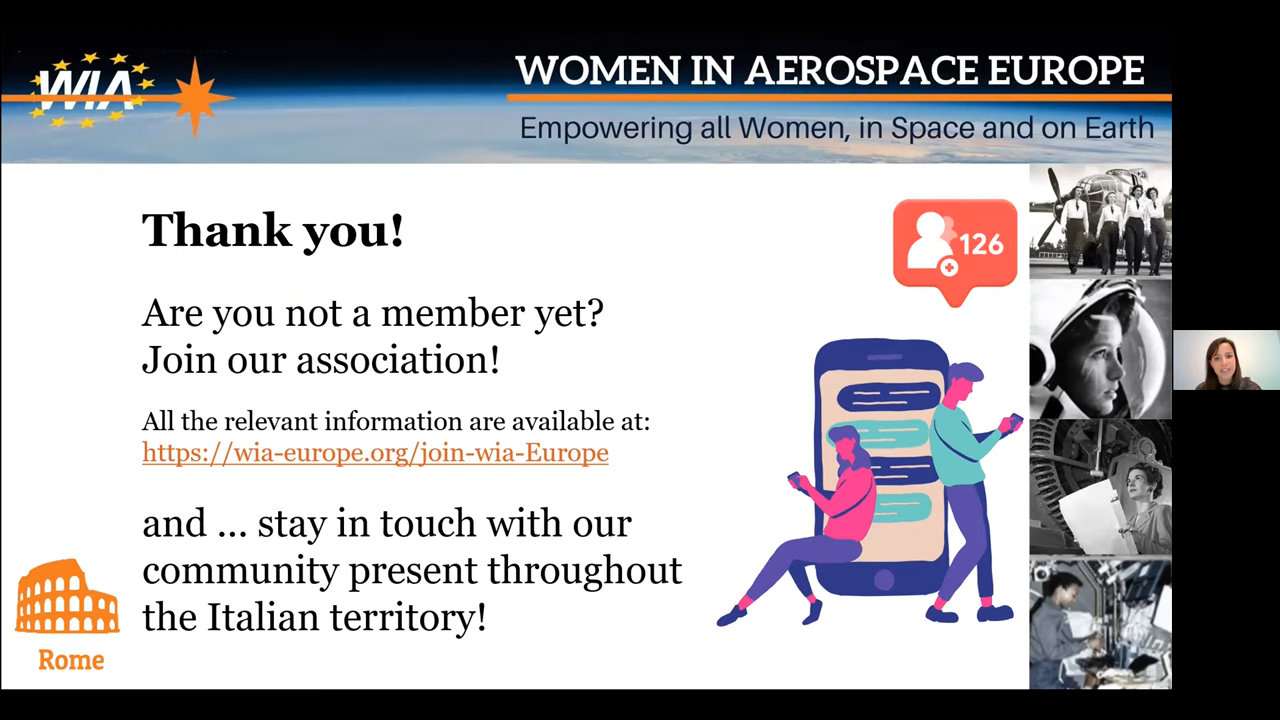 WIA
WOMEN IN AEROSPACE EUROPE
Empowering all Women, in Space and on Earth
Thank you!
126
Are you not a member yet?
Join our association!
All the relevant information are available at:
https://wia-europe.org/join-wia-Europe
and ... stay in touch with our
community present throughout
the Italian territory!
Rome